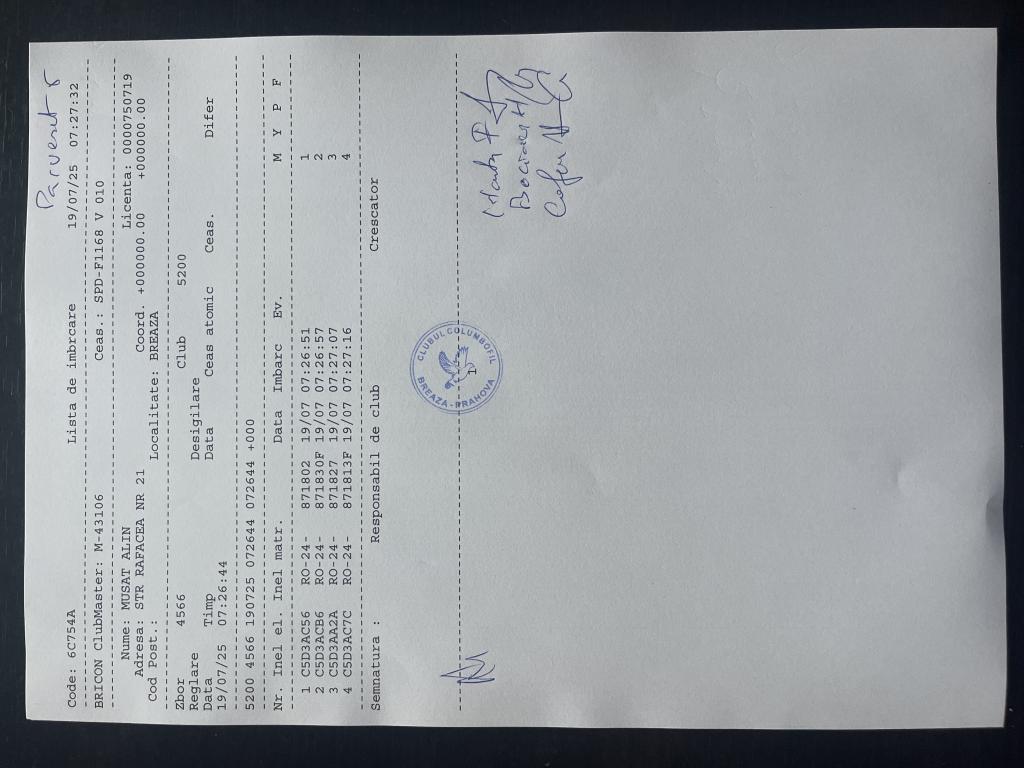 Parvenit 5
Code: 6C754A Lista de imbrcare 19/07/25 07:27:32
BRICON ClubMaster: M-43106 Ceas.: SPD-F1168 V 010
Nume: MUSAT ALIN Licenta: 0000750719
Adresa: STR RAFACEA NR 21 Coord. +000000.00 +0000000.00
Cod Post.: Localitate: BREAZA
Zbor 4566 Club 5200
Reglare Desigilare
Data Timp Data Ceas atomic Ceas. Difer
19/07/25 07:26:44
5200 4566 190725 072644 072644 +000
Nr. Inel el. Inel matr. Data Imbarc Ev. M Y P F
1 C5D3AC56 RO-24- 871802 19/07 07:26:51 1
2 C5D3ACB6 RO-24- 871830F 19/07 07:26:57 2
3 C5D3AA2A RO-24- 871827 19/07 07:27:07 3
4 C5D3AC7C RO-24- 871813F 19/07 07:27:16 4
Semnatura : Responsabil de club Crescator
CLUBUL COLUMBOFIL
1
BREAZA-PRAHOVA